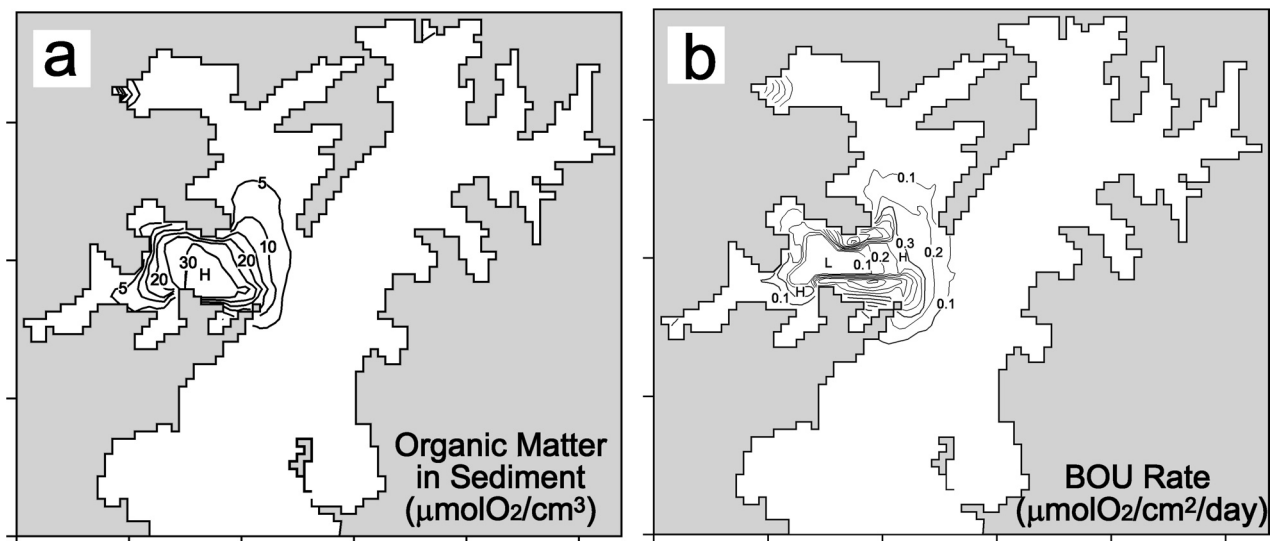 a
5
10
20
30
H
20
5
Organic Matter
in Sediment
(μmolO₂/cm³)
b
0.1
0.3
0.2
H
0.2
0.1
L
H
0.1
0.1
BOU Rate
(μmolO₂/cm²/day)